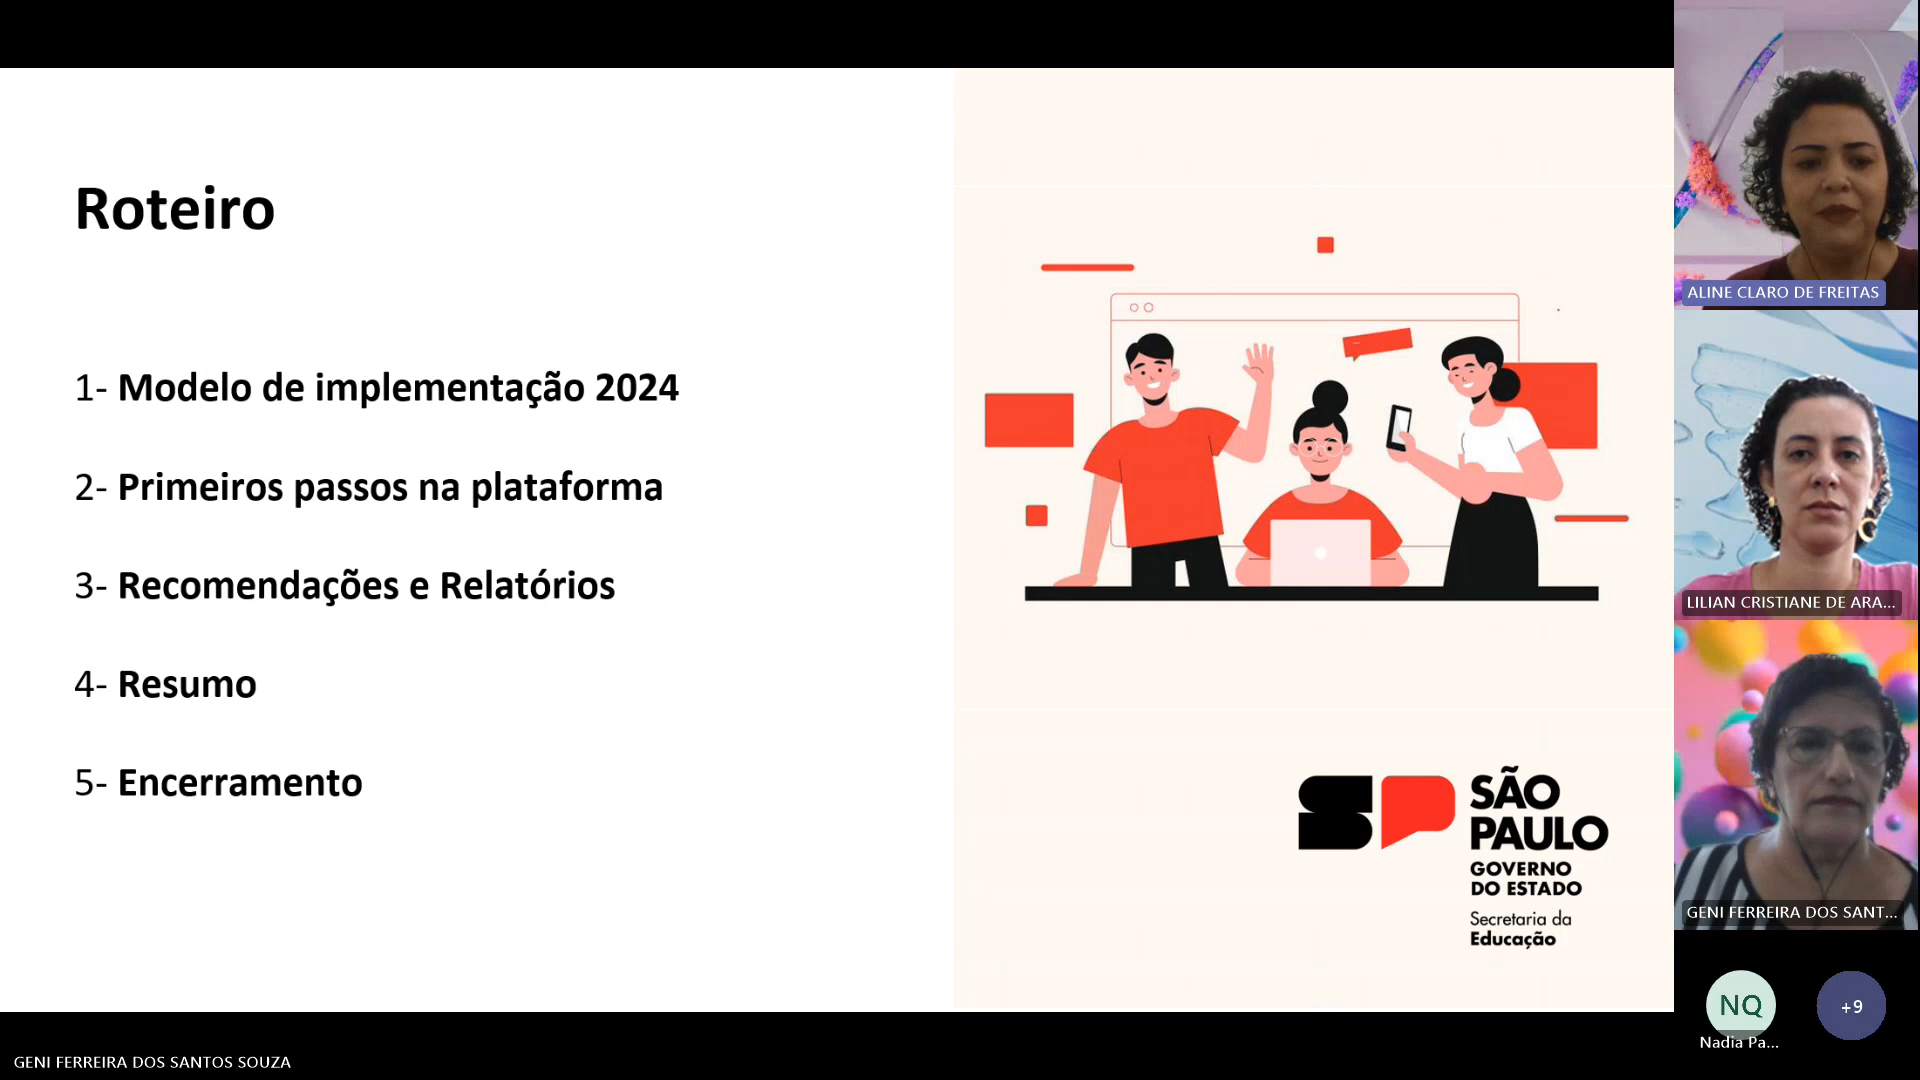 Roteiro
1- Modelo de implementação 2024
2- Primeiros passos na plataforma
3- Recomendações e Relatórios
4- Resumo
5- Encerramento
SP
SÃO
PAULO
GOVERNO
DO ESTADO
Secretaria da
Educação
ALINE CLARO DE FREITAS
LILIAN CRISTIANE DE ARA...
GENI FERREIRA DOS SANT...
NQ
+9
Nadia Pa...
GENI FERREIRA DOS SANTOS SOUZA